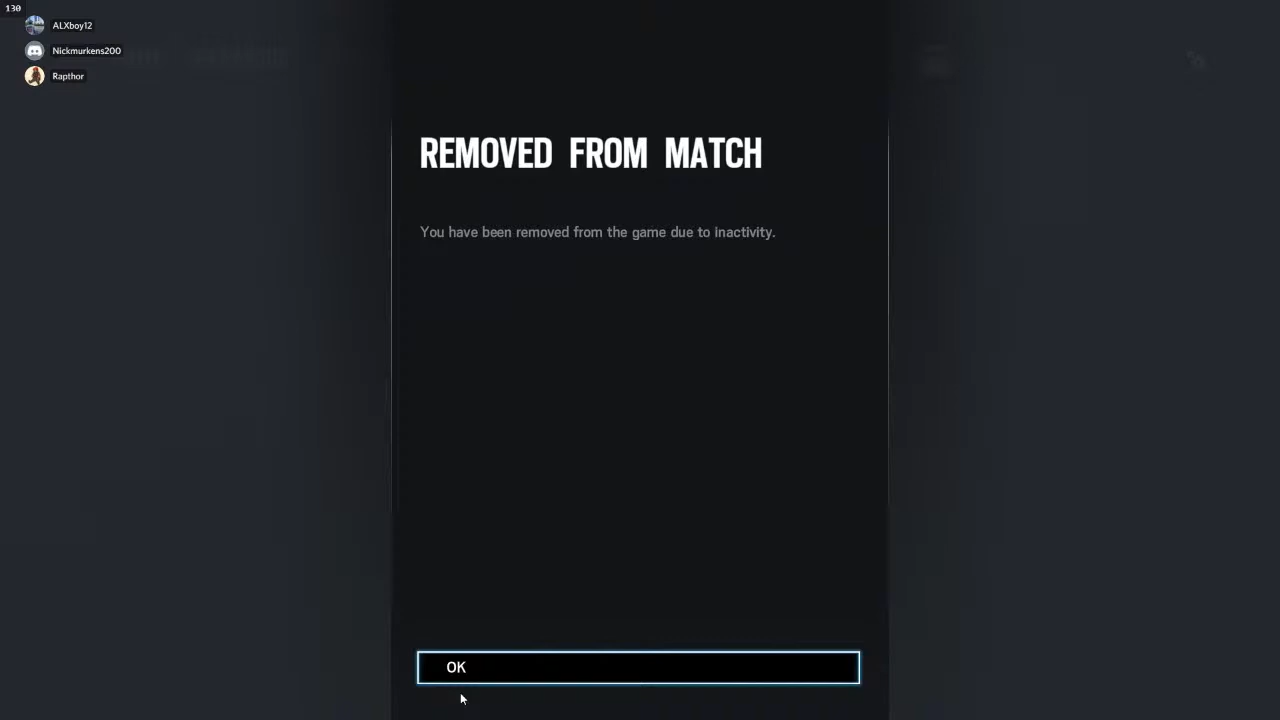 130
ALXboy12
Nickmurkens200
Rapthor
REMOVED FROM MATCH
You have been removed from the game due to inactivity.
OK